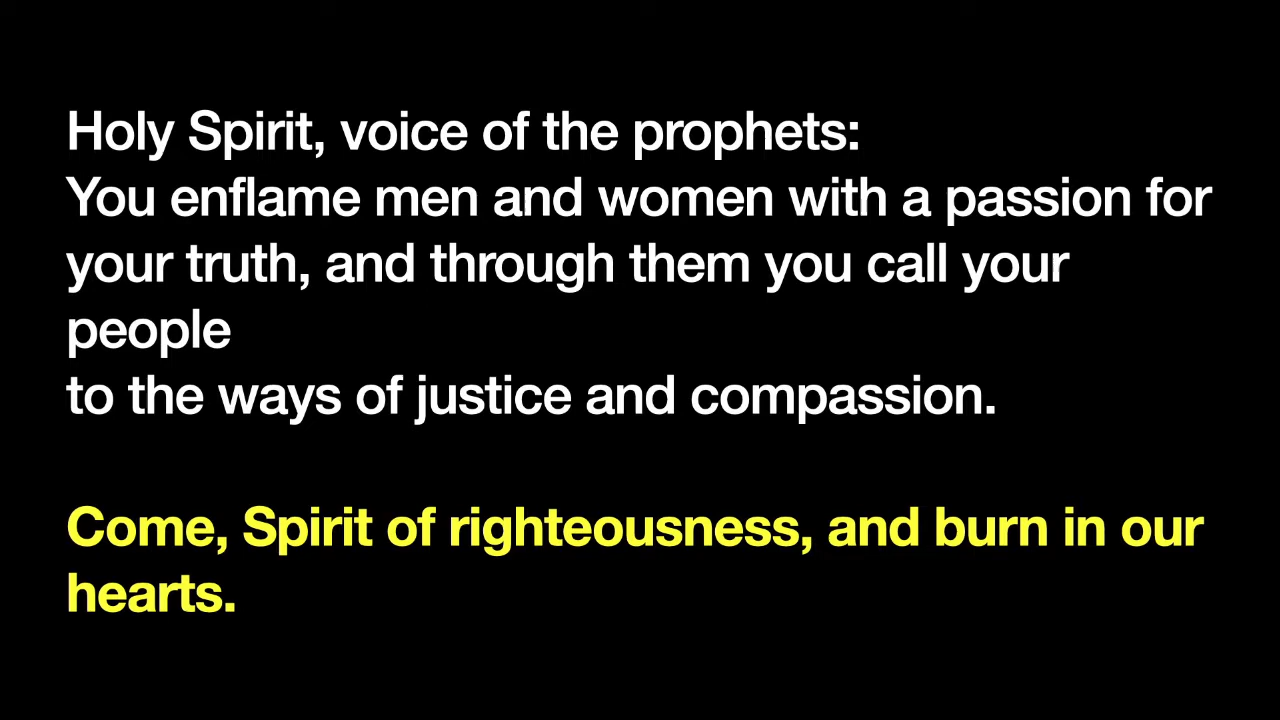 Holy Spirit, voice of the prophets:
You enflame men and women with a passion for
your truth, and through them you call your
people
to the ways of justice and compassion.
Come, Spirit of righteousness, and burn in our
hearts.